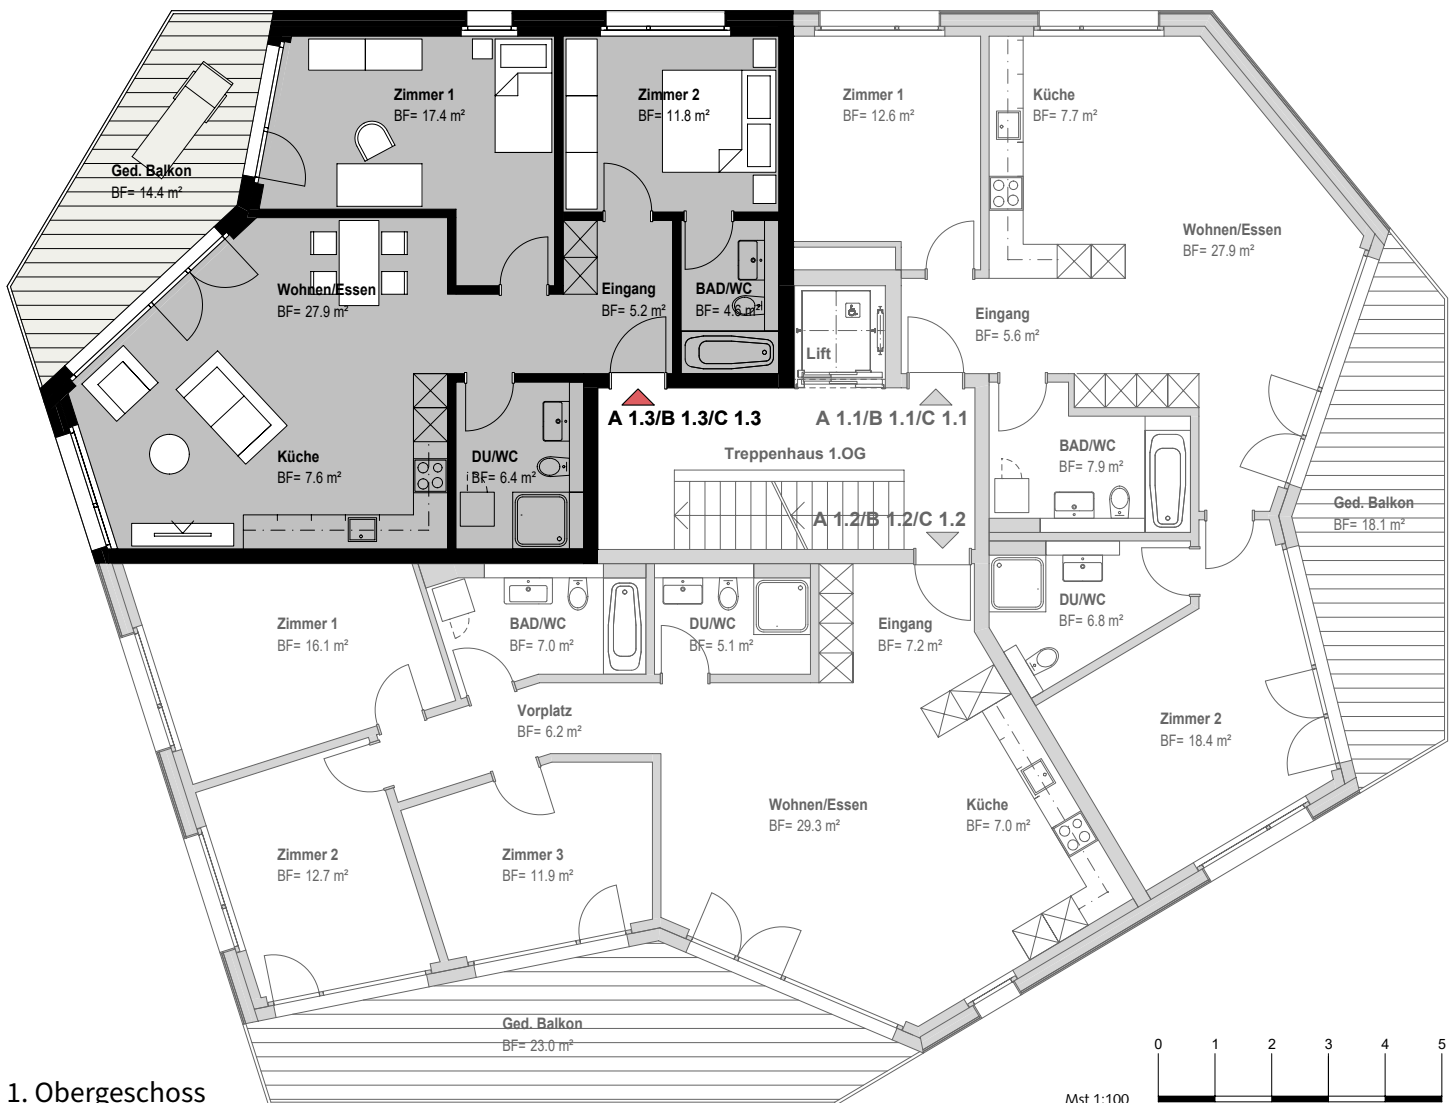 Zimmer 1
BF= 17.4 m²
Zimmer 2
BF= 11.8 m²
Zimmer 1
BF= 12.6 m²
Küche
BF= 7.7 m²
Ged. Balkon
BF= 14.4 m²
Wohnen/Essen
BF= 27.9 m²
Wohnen/Essen
BF= 27.9 m²
Eingang
BF= 5.2 m²
BAD/WC
BF= 4.6 m²
Lift
Eingang
BF= 5.6 m²
A 1.3/B 1.3/C 1.3
A 1.1/B 1.1/C 1.1
Treppenhaus 1.OG
Küche
BF= 7.6 m²
DU/WC
BF= 6.4 m²
BAD/WC
BF= 7.9 m²
Ged. Balkon
BF= 18.1 m²
A 1.2/B 1.2/C 1.2
Zimmer 1
BF= 16.1 m²
BAD/WC
BF= 7.0 m²
DU/WC
BF= 5.1 m²
Eingang
BF= 7.2 m²
DU/WC
BF= 6.8 m²
Vorplatz
BF= 6.2 m²
Zimmer 2
BF= 18.4 m²
Wohnen/Essen
BF= 29.3 m²
Küche
BF= 7.0 m²
Zimmer 2
BF= 12.7 m²
Zimmer 3
BF= 11.9 m²
Ged. Balkon
BF= 23.0 m²
0 1 2 3 4 5
1. Obergeschoss
Mst 1:100